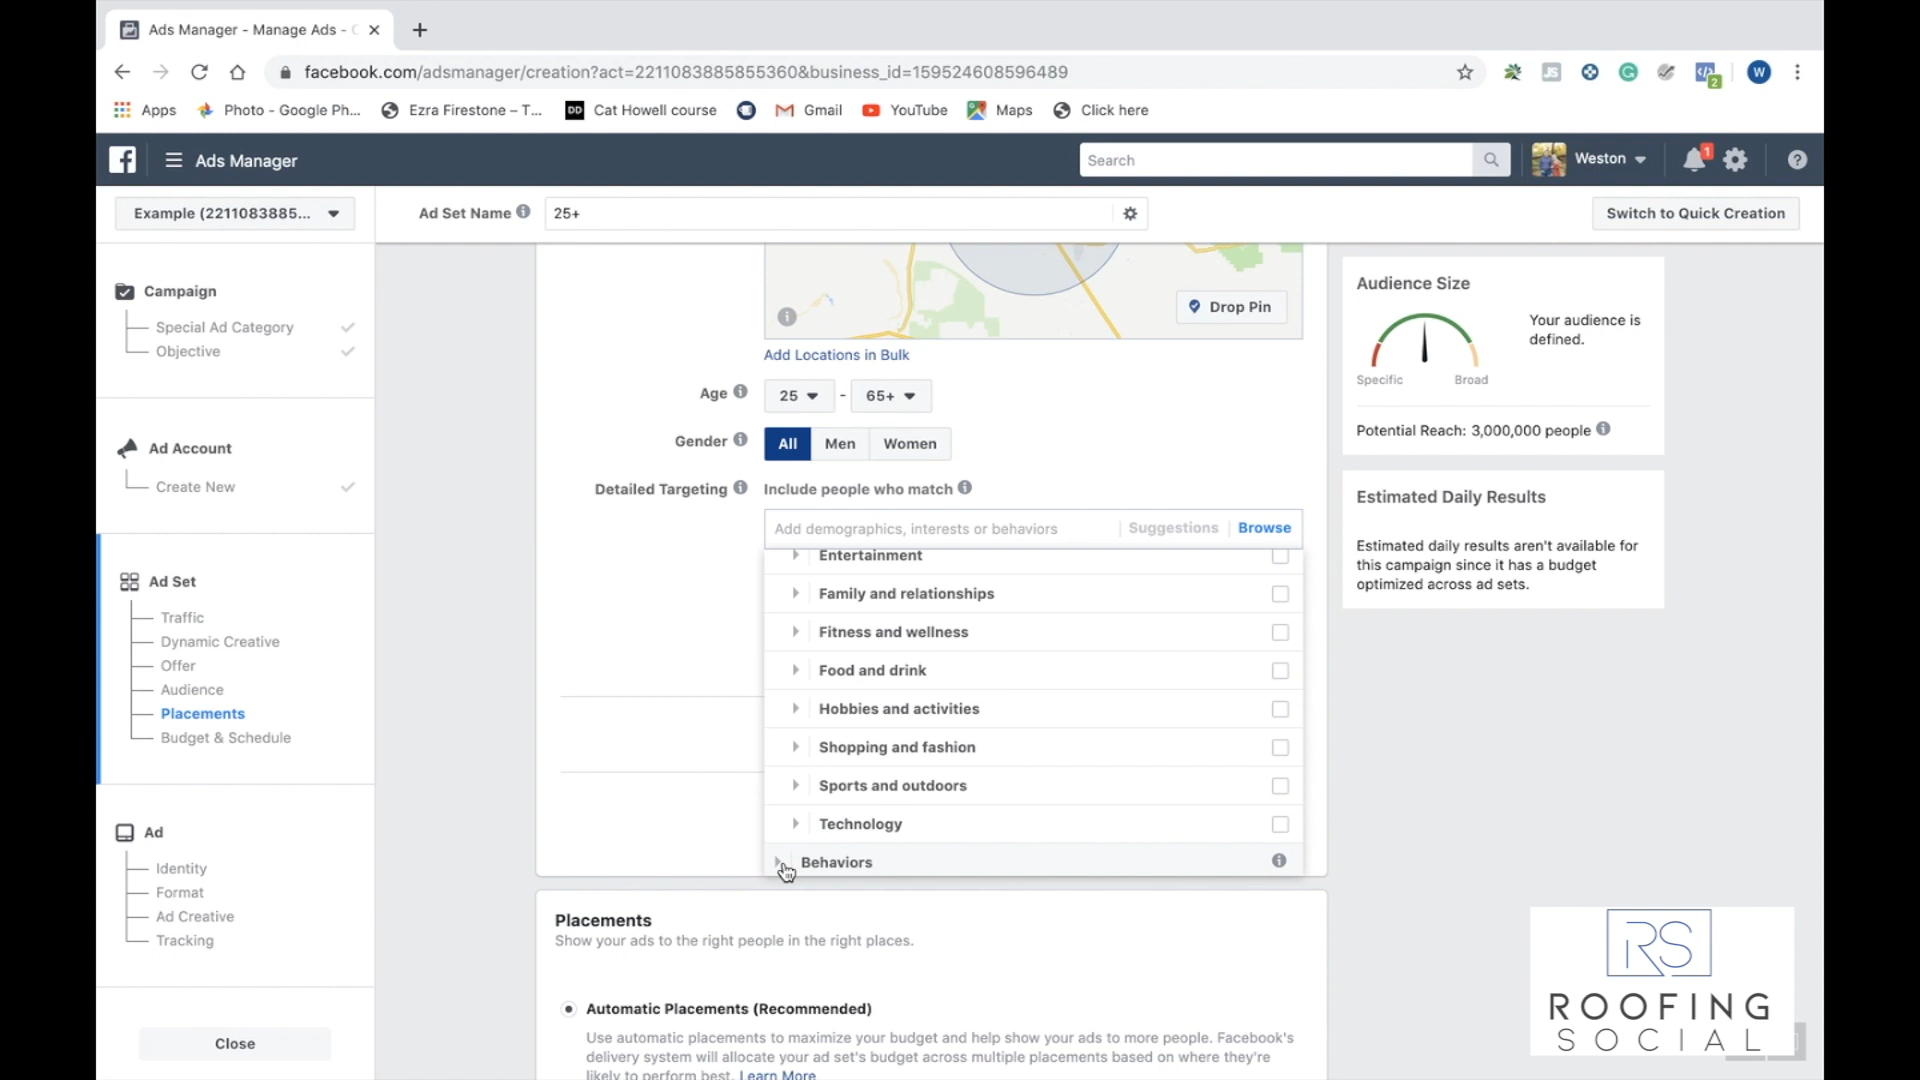 Ads Manager - Manage Ads -
facebook.com/adsmanager/creation?act=2211083885855360&business_id=159524608596489
2
W
Apps
Photo - Google Ph...
Ezra Firestone – T...
DD
Cat Howell course
Gmail
YouTube
Maps
Click here
Ads Manager
Search
Weston
1
Example (2211083885...
Ad Set Name
25+
Switch to Quick Creation
Campaign
Special Ad Category
Objective
Ad Account
Create New
Ad Set
Traffic
Dynamic Creative
Offer
Audience
Placements
Budget & Schedule
Ad
Identity
Format
Ad Creative
Tracking
Close
Drop Pin
Add Locations in Bulk
Age
25
-
65+
Gender
All
Men
Women
Detailed Targeting
Include people who match
Add demographics, interests or behaviors
Suggestions
Browse
Entertainment
Family and relationships
Fitness and wellness
Food and drink
Hobbies and activities
Shopping and fashion
Sports and outdoors
Technology
Behaviors
Placements
Show your ads to the right people in the right places.
Automatic Placements (Recommended)
Use automatic placements to maximize your budget and help show your ads to more people. Facebook's
delivery system will allocate your ad set's budget across multiple placements based on where they're
likely to perform best. Learn More
Audience Size
Your audience is
defined.
Specific
Broad
Potential Reach: 3,000,000 people
Estimated Daily Results
Estimated daily results aren't available for
this campaign since it has a budget
optimized across ad sets.
RS
ROOFING
SOCIAL